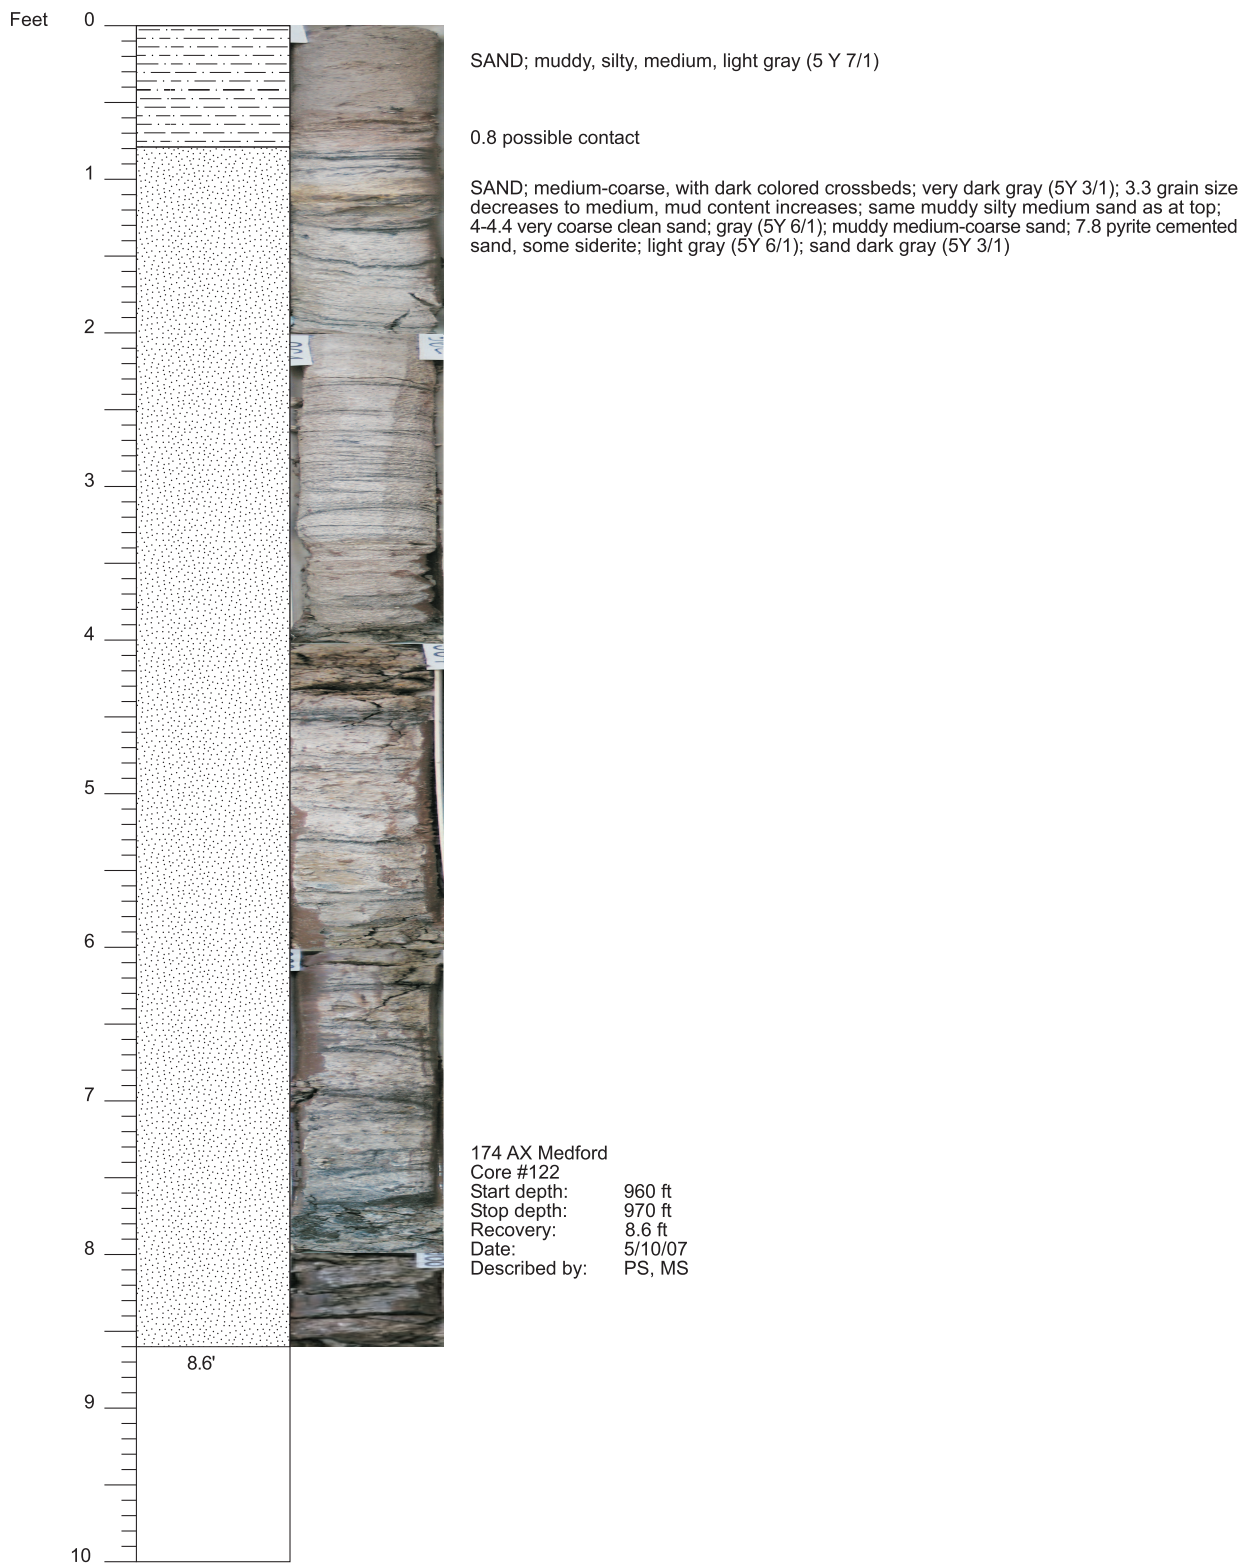 Feet
0
SAND; muddy, silty, medium, light gray (5 Y 7/1)
0.8 possible contact
1
SAND; medium-coarse, with dark colored crossbeds; very dark gray (5Y 3/1); 3.3 grain size
decreases to medium, mud content increases; same muddy silty medium sand as at top;
4-4.4 very coarse clean sand; gray (5Y 6/1); muddy medium-coarse sand; 7.8 pyrite cemented
sand, some siderite; light gray (5Y 6/1); sand dark gray (5Y 3/1)
2
3
4
5
6
7
174 AX Medford
Core #122
Start depth: 960 ft
Stop depth: 970 ft
Recovery: 8.6 ft
Date: 5/10/07
Described by: PS, MS
8
8.6'
9
10